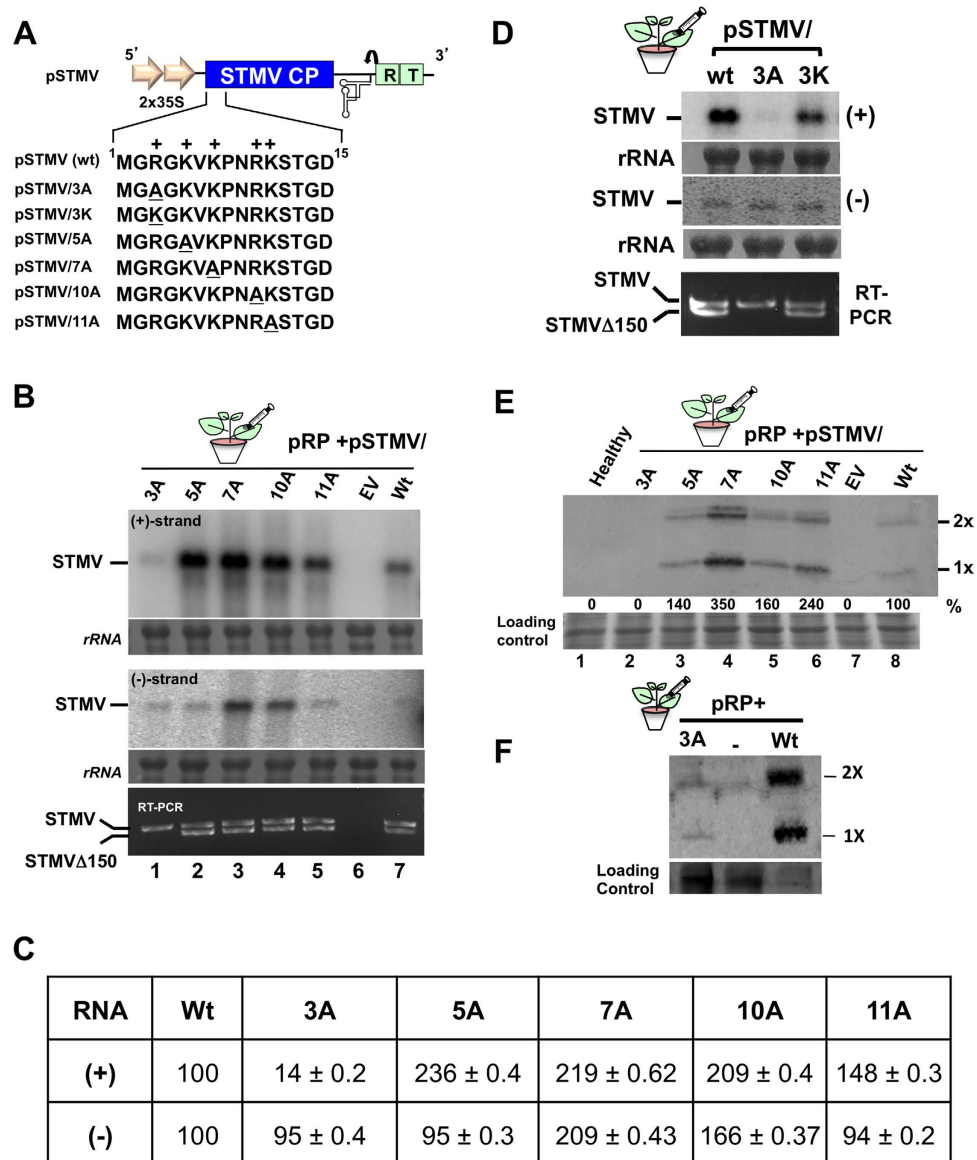 A
5’ 3’
pSTMV STMV CP R T
2x35S
+ + + ++
pSTMV (wt) 1MGRGKVKPNRKSTGD15
pSTMV/3A MGAGKVKPNRKSTGD
pSTMV/3K MGKGKVKPNRKSTGD
pSTMV/5A MGRGAVKPNRKSTGD
pSTMV/7A MGRGKVAPNRKSTGD
pSTMV/10A MGRGKVKPNAKSTGD
pSTMV/11A MGRGKVKPNRASTGD
B
pRP +pSTMV/
3A 5A 7A 10A 11A EV Wt
(+)-strand
STMV
rRNA
(-)-strand
STMV
rRNA
RT-PCR
STMV
STMVΔ150
1 2 3 4 5 6 7
D
pSTMV/
wt 3A 3K
STMV (+)
rRNA
STMV (-)
rRNA
STMV RT-
STMVΔ150 PCR
E
pRP +pSTMV/
Healthy 3A 5A 7A 10A 11A EV Wt
2x
1x
0 0 140 350 160 240 0 100 %
Loading
control
1 2 3 4 5 6 7 8
F
pRP+
3A - Wt
2X
1X
Loading
Control
C
RNA Wt 3A 5A 7A 10A 11A
(+) 100 14 ± 0.2 236 ± 0.4 219 ± 0.62 209 ± 0.4 148 ± 0.3
(-) 100 95 ± 0.4 95 ± 0.3 209 ± 0.43 166 ± 0.37 94 ± 0.2